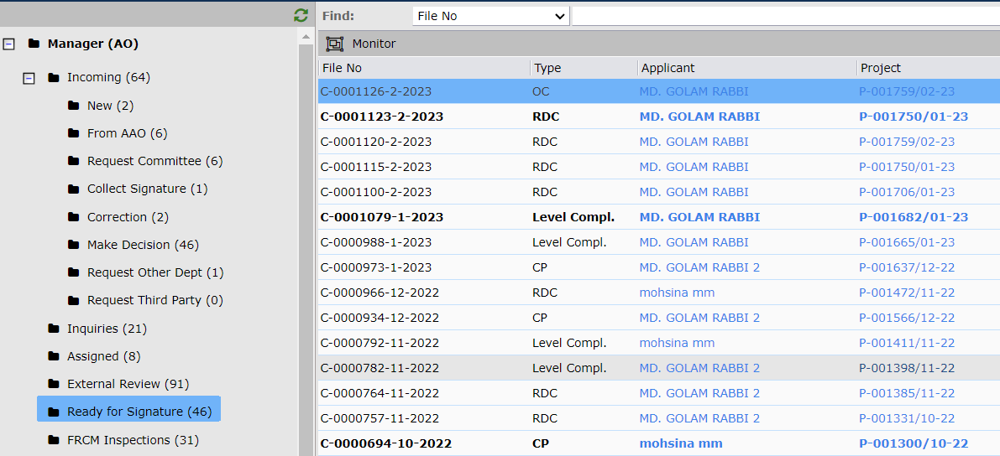 Find: File No
Manager (AO)
Incoming (64)
New (2)
From AAO (6)
Request Committee (6)
Collect Signature (1)
Correction (2)
Make Decision (46)
Request Other Dept (1)
Request Third Party (0)
Inquiries (21)
Assigned (8)
External Review (91)
Ready for Signature (46)
FRCM Inspections (31)
Monitor
File No Type Applicant Project
C-0001126-2-2023 OC MD. GOLAM RABBI P-001759/02-23
C-0001123-2-2023 RDC MD. GOLAM RABBI P-001750/01-23
C-0001120-2-2023 RDC MD. GOLAM RABBI P-001759/02-23
C-0001115-2-2023 RDC MD. GOLAM RABBI P-001750/01-23
C-0001100-2-2023 RDC MD. GOLAM RABBI P-001706/01-23
C-0001079-1-2023 Level Compl. MD. GOLAM RABBI P-001682/01-23
C-0000988-1-2023 Level Compl. MD. GOLAM RABBI P-001665/01-23
C-0000973-1-2023 CP MD. GOLAM RABBI 2 P-001637/12-22
C-0000966-12-2022 RDC mohsina mm P-001472/11-22
C-0000934-12-2022 CP MD. GOLAM RABBI 2 P-001566/12-22
C-0000792-11-2022 Level Compl. mohsina mm P-001411/11-22
C-0000782-11-2022 Level Compl. MD. GOLAM RABBI 2 P-001398/11-22
C-0000764-11-2022 RDC MD. GOLAM RABBI 2 P-001385/11-22
C-0000757-11-2022 RDC MD. GOLAM RABBI 2 P-001331/10-22
C-0000694-10-2022 CP mohsina mm P-001300/10-22